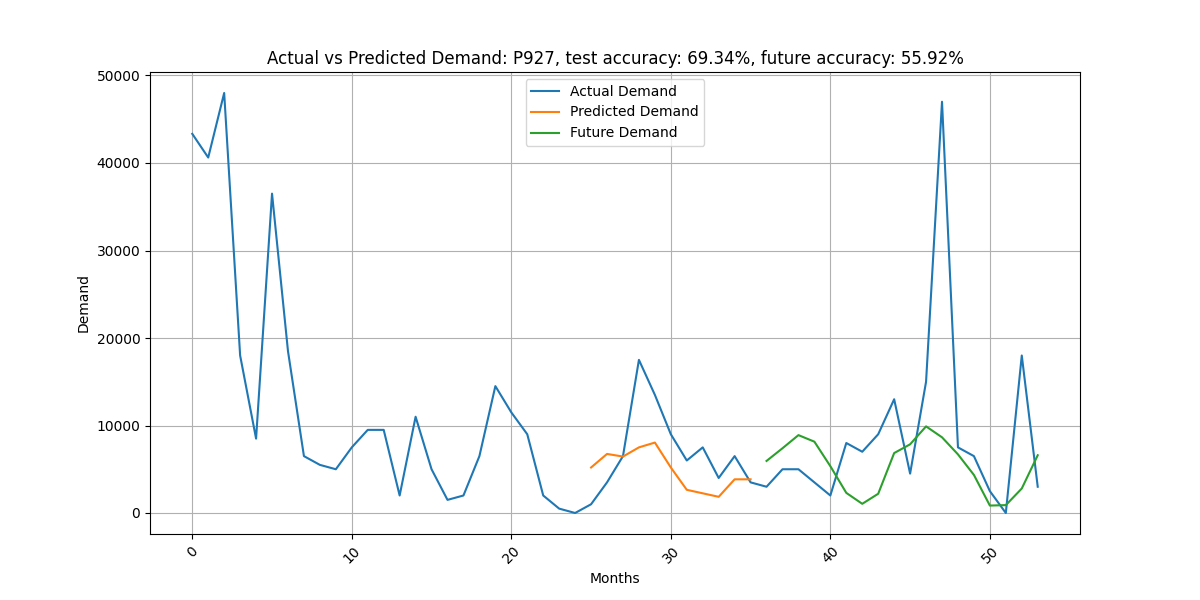 Actual vs Predicted Demand: P927, test accuracy: 69.34%, future accuracy: 55.92%
Actual Demand
Predicted Demand
Future Demand
Demand
50000
40000
30000
20000
10000
0
0
10
20
30
40
50
Months